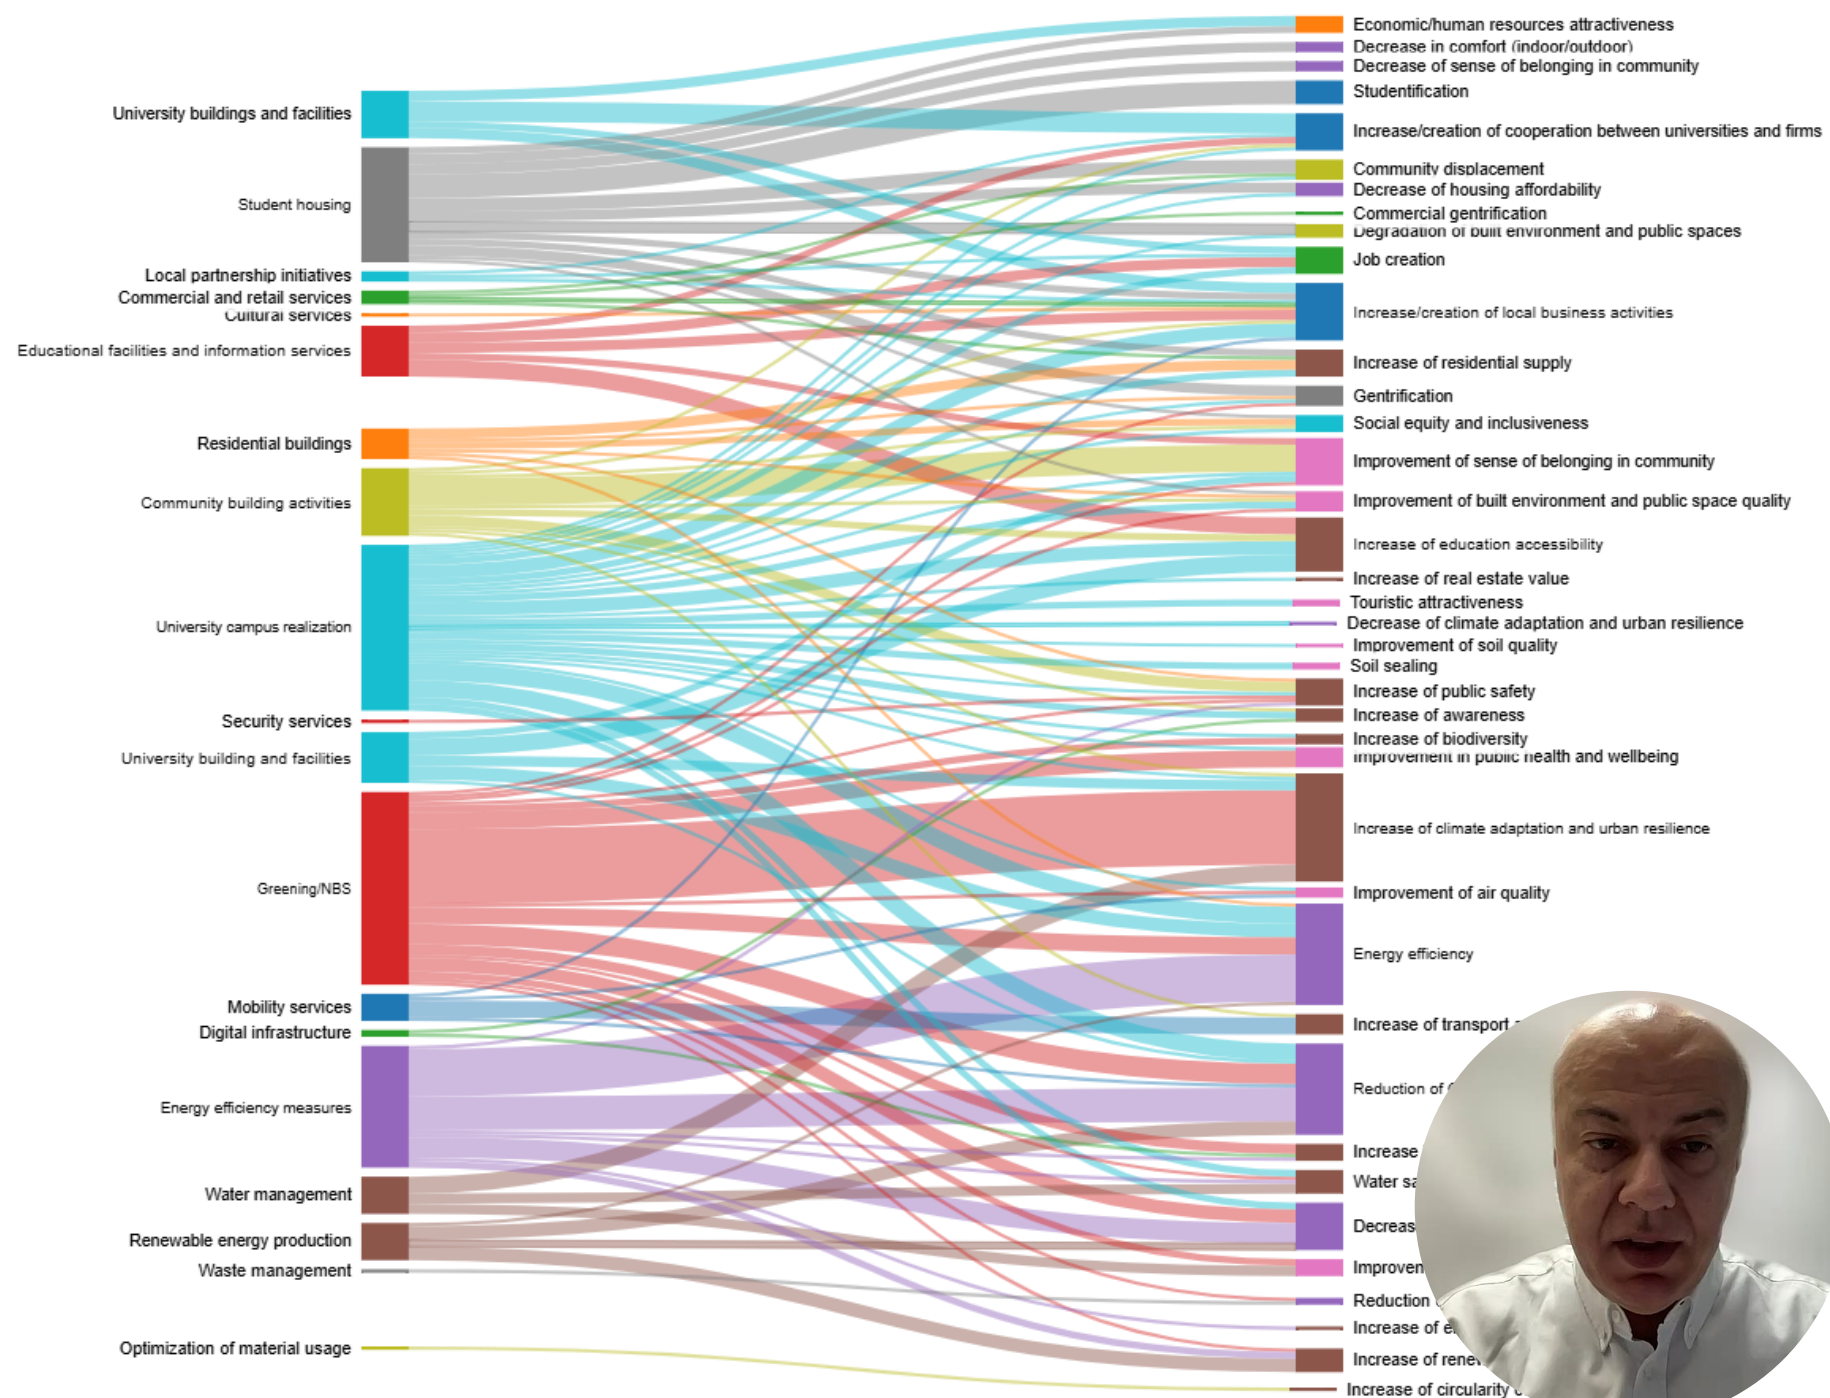 University buildings and facilities
Student housing
Local partnership initiatives
Commercial and retail services
Cultural services
Educational facilities and information services
Residential buildings
Community building activities
University campus realization
Security services
University building and facilities
Greening/NBS
Mobility services
Digital infrastructure
Energy efficiency measures
Water management
Renewable energy production
Waste management
Optimization of material usage
Economic/human resources attractiveness
Decrease in comfort (indoor/outdoor)
Decrease of sense of belonging in community
Studentification
Increase/creation of cooperation between universities and firms
Community displacement
Decrease of housing affordability
Commercial gentrification
Degradation of built environment and public spaces
Job creation
Increase/creation of local business activities
Increase of residential supply
Gentrification
Social equity and inclusiveness
Improvement of sense of belonging in community
Improvement of built environment and public space quality
Increase of education accessibility
Increase of real estate value
Touristic attractiveness
Decrease of climate adaptation and urban resilience
Improvement of soil quality
Soil sealing
Increase of public safety
Increase of awareness
Increase of biodiversity
Improvement in public health and wellbeing
Increase of climate adaptation and urban resilience
Improvement of air quality
Energy efficiency
Increase of transport
Reduction of
Increase
Water
Reduction
Increase of
Increase of
Increase of circularity